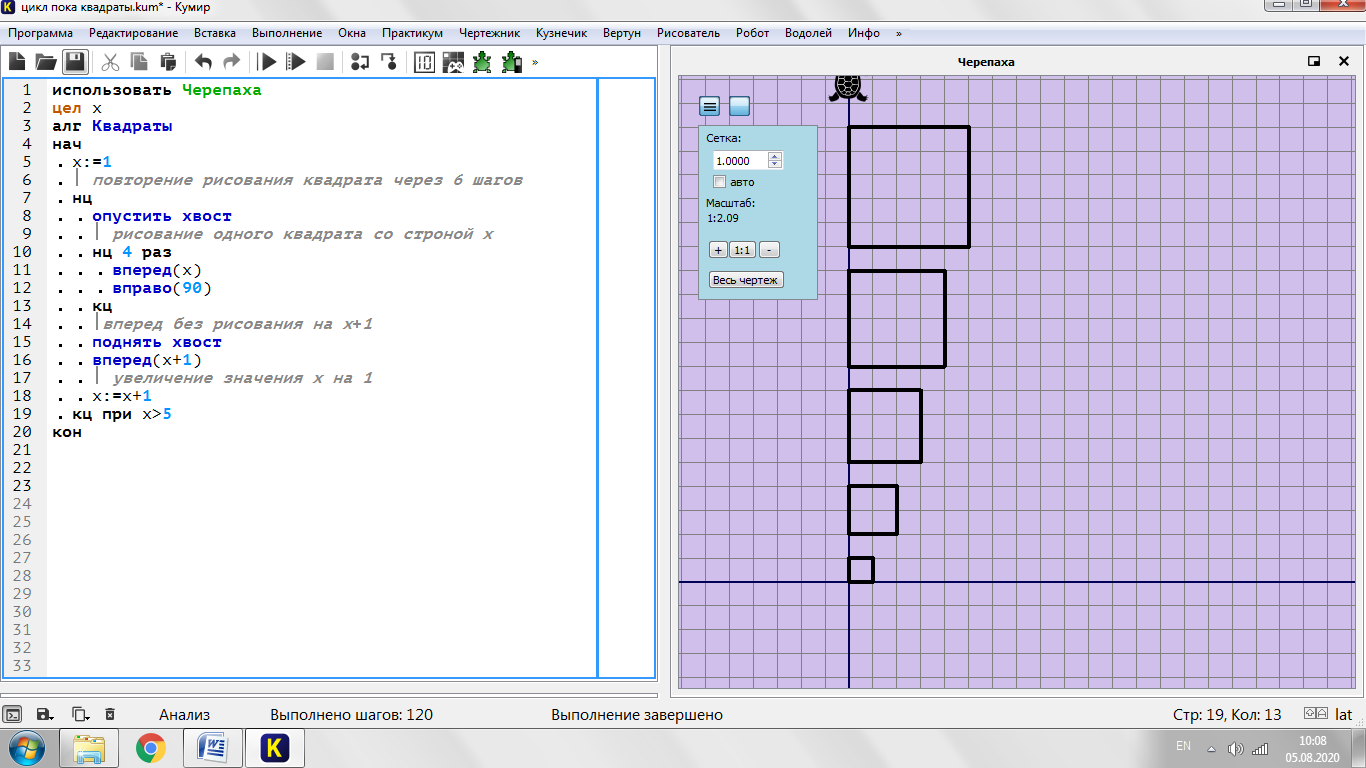 цикл пока квадраты.kum* - Кумир
Программа Редактирование Вставка Выполнение Окна Практикум Чертежник Кузнечик Вертун Рисователь Робот Водолей Инфо »
»
1 использовать Черепаха
2 цел x
3 алг Квадраты
4 нач
5 . x:=1
6 . | повторение рисования квадрата через 6 шагов
7 . нц
8 . . опустить хвост
9 . . | рисование одного квадрата со строной x
10 . . нц 4 раз
11 . . . вперед(x)
12 . . . вправо(90)
13 . . кц
14 . . |вперед без рисования на x+1
15 . . поднять хвост
16 . . вперед(x+1)
17 . . | увеличение значения x на 1
18 . . x:=x+1
19 . кц при x>5
20 кон
21
22
23
24
25
26
27
28
29
30
31
32
33
Черепаха
Сетка:
1.0000
авто
Масштаб:
1:2.09
+ 1:1 -
Весь чертеж
Анализ Выполнено шагов: 120 Выполнение завершено Стр: 19, Кол: 13 lat
EN 10:08
05.08.2020